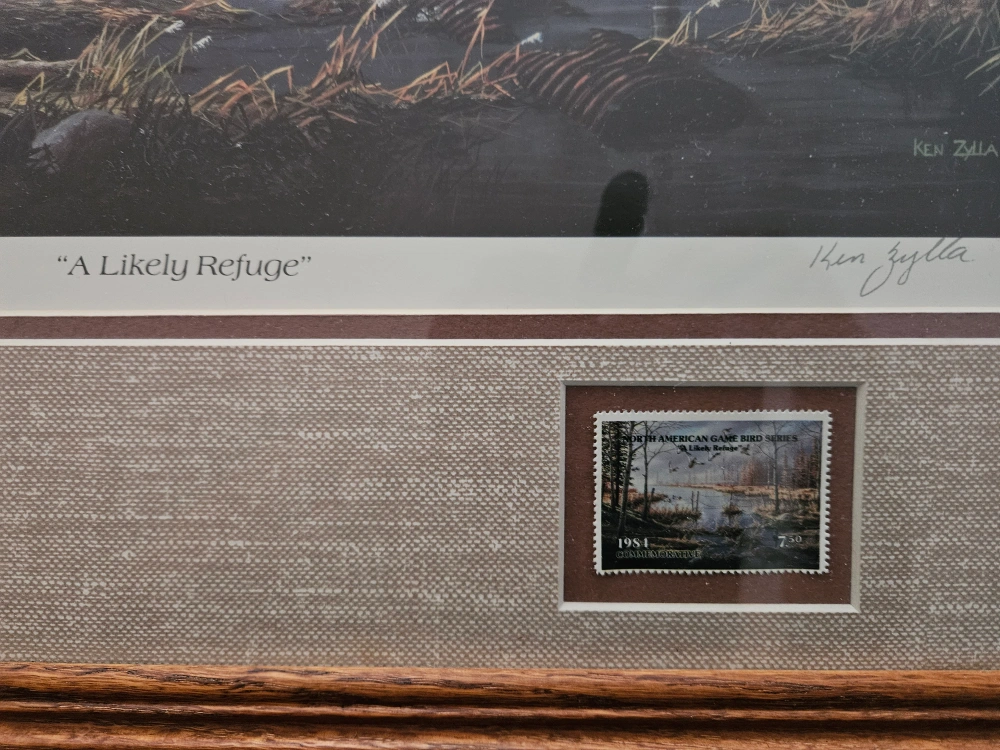 KEN ZYLLA
"A Likely Refuge"
Ken Zylla
NORTH AMERICAN GAME BIRD SERIES
"A Likely Refuge"
1984
7.50
COMMEMORATIVE